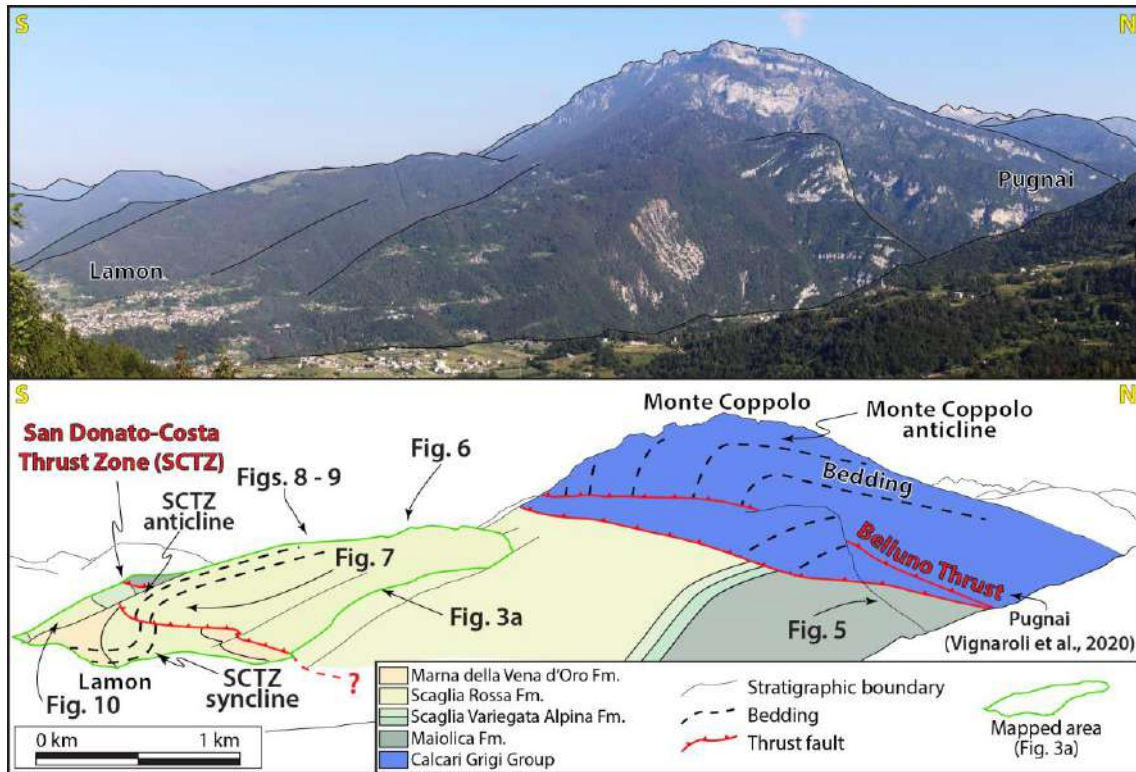 S
N
Lamon
Pugnai
S
N
Monte Coppolo
Monte Coppolo
anticline
San Donato-Costa
Thrust Zone (SCTZ)
Fig. 6
Figs. 8 - 9
Bedding
SCTZ
anticline
Fig. 7
Belluno Thrust
Fig. 3a
Fig. 5
Pugnai
(Vignaroli et al., 2020)
Lamon
SCTZ
syncline
Fig. 10
?
0 km
1 km
Marna della Vena d'Oro Fm.
Scaglia Rossa Fm.
Scaglia Variegata Alpina Fm.
Maiolica Fm.
Calcari Grigi Group
Stratigraphic boundary
Bedding
Thrust fault
Mapped area
(Fig. 3a)